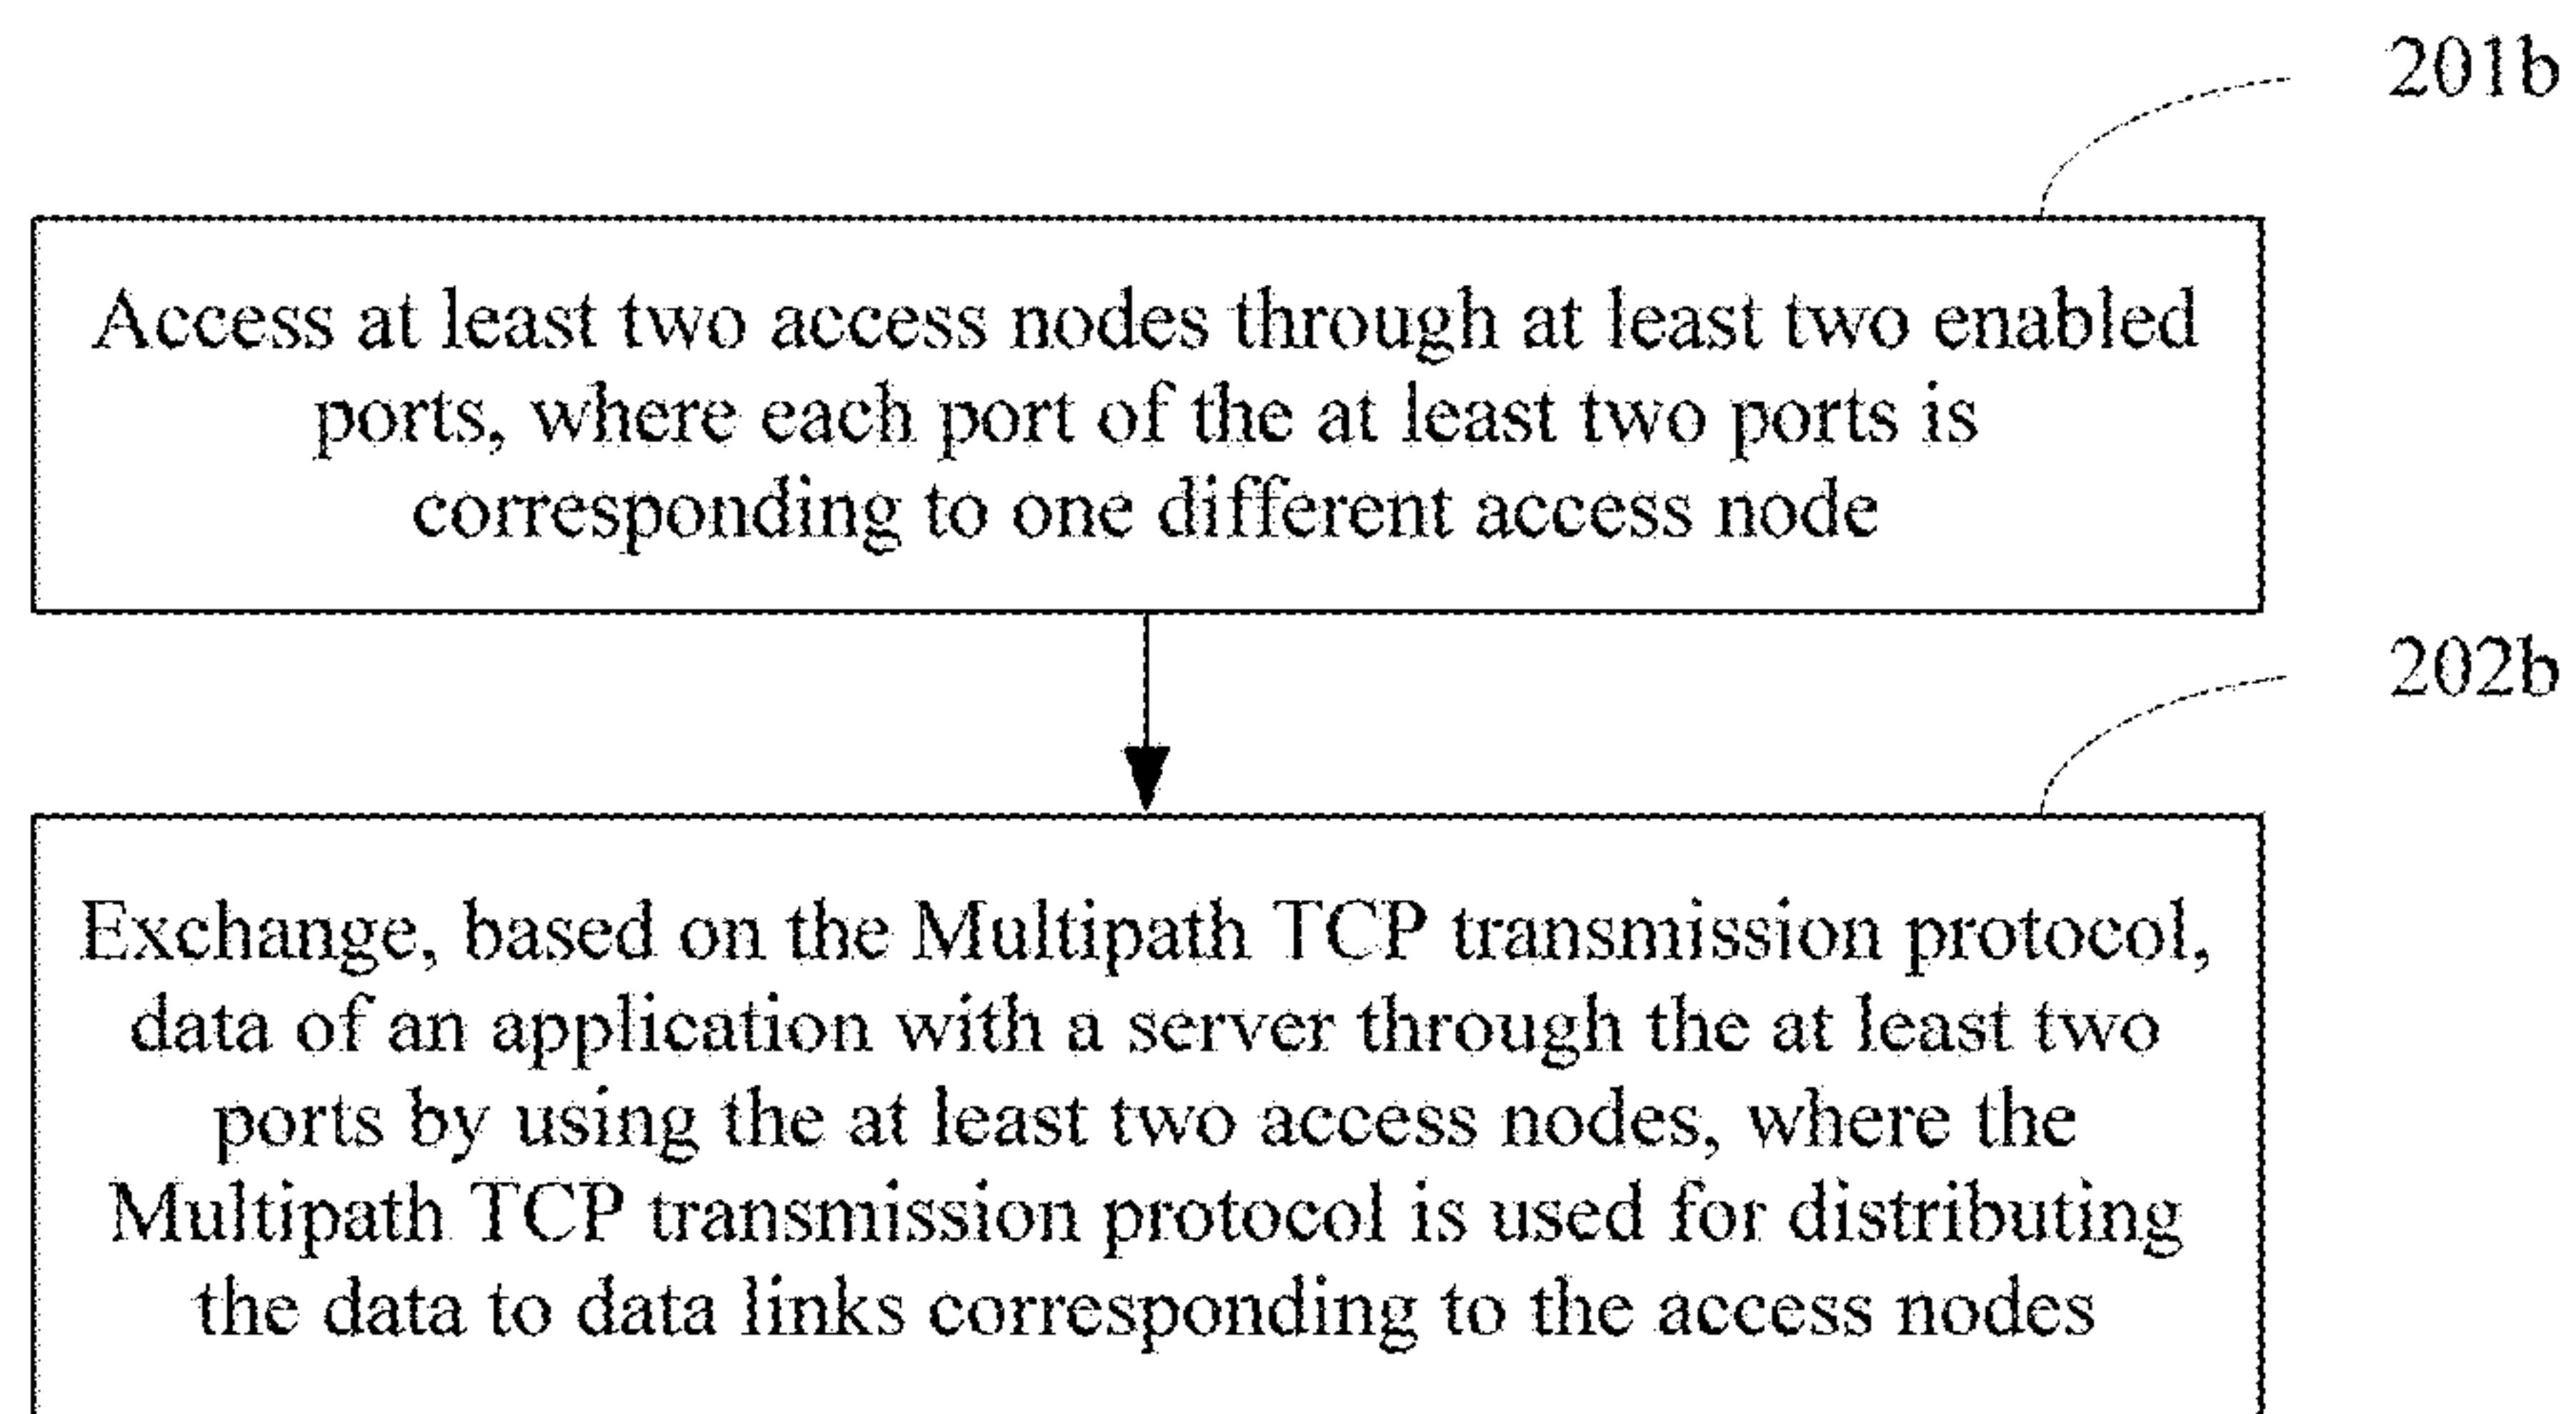 201b
Access at least two access nodes through at least two enabled
ports, where each port of the at least two ports is
corresponding to one different access node
202b
Exchange, based on the Multipath TCP transmission protocol,
data of an application with a server through the at least two
ports by using the at least two access nodes, where the
Multipath TCP transmission protocol is used for distributing
the data to data links corresponding to the access nodes